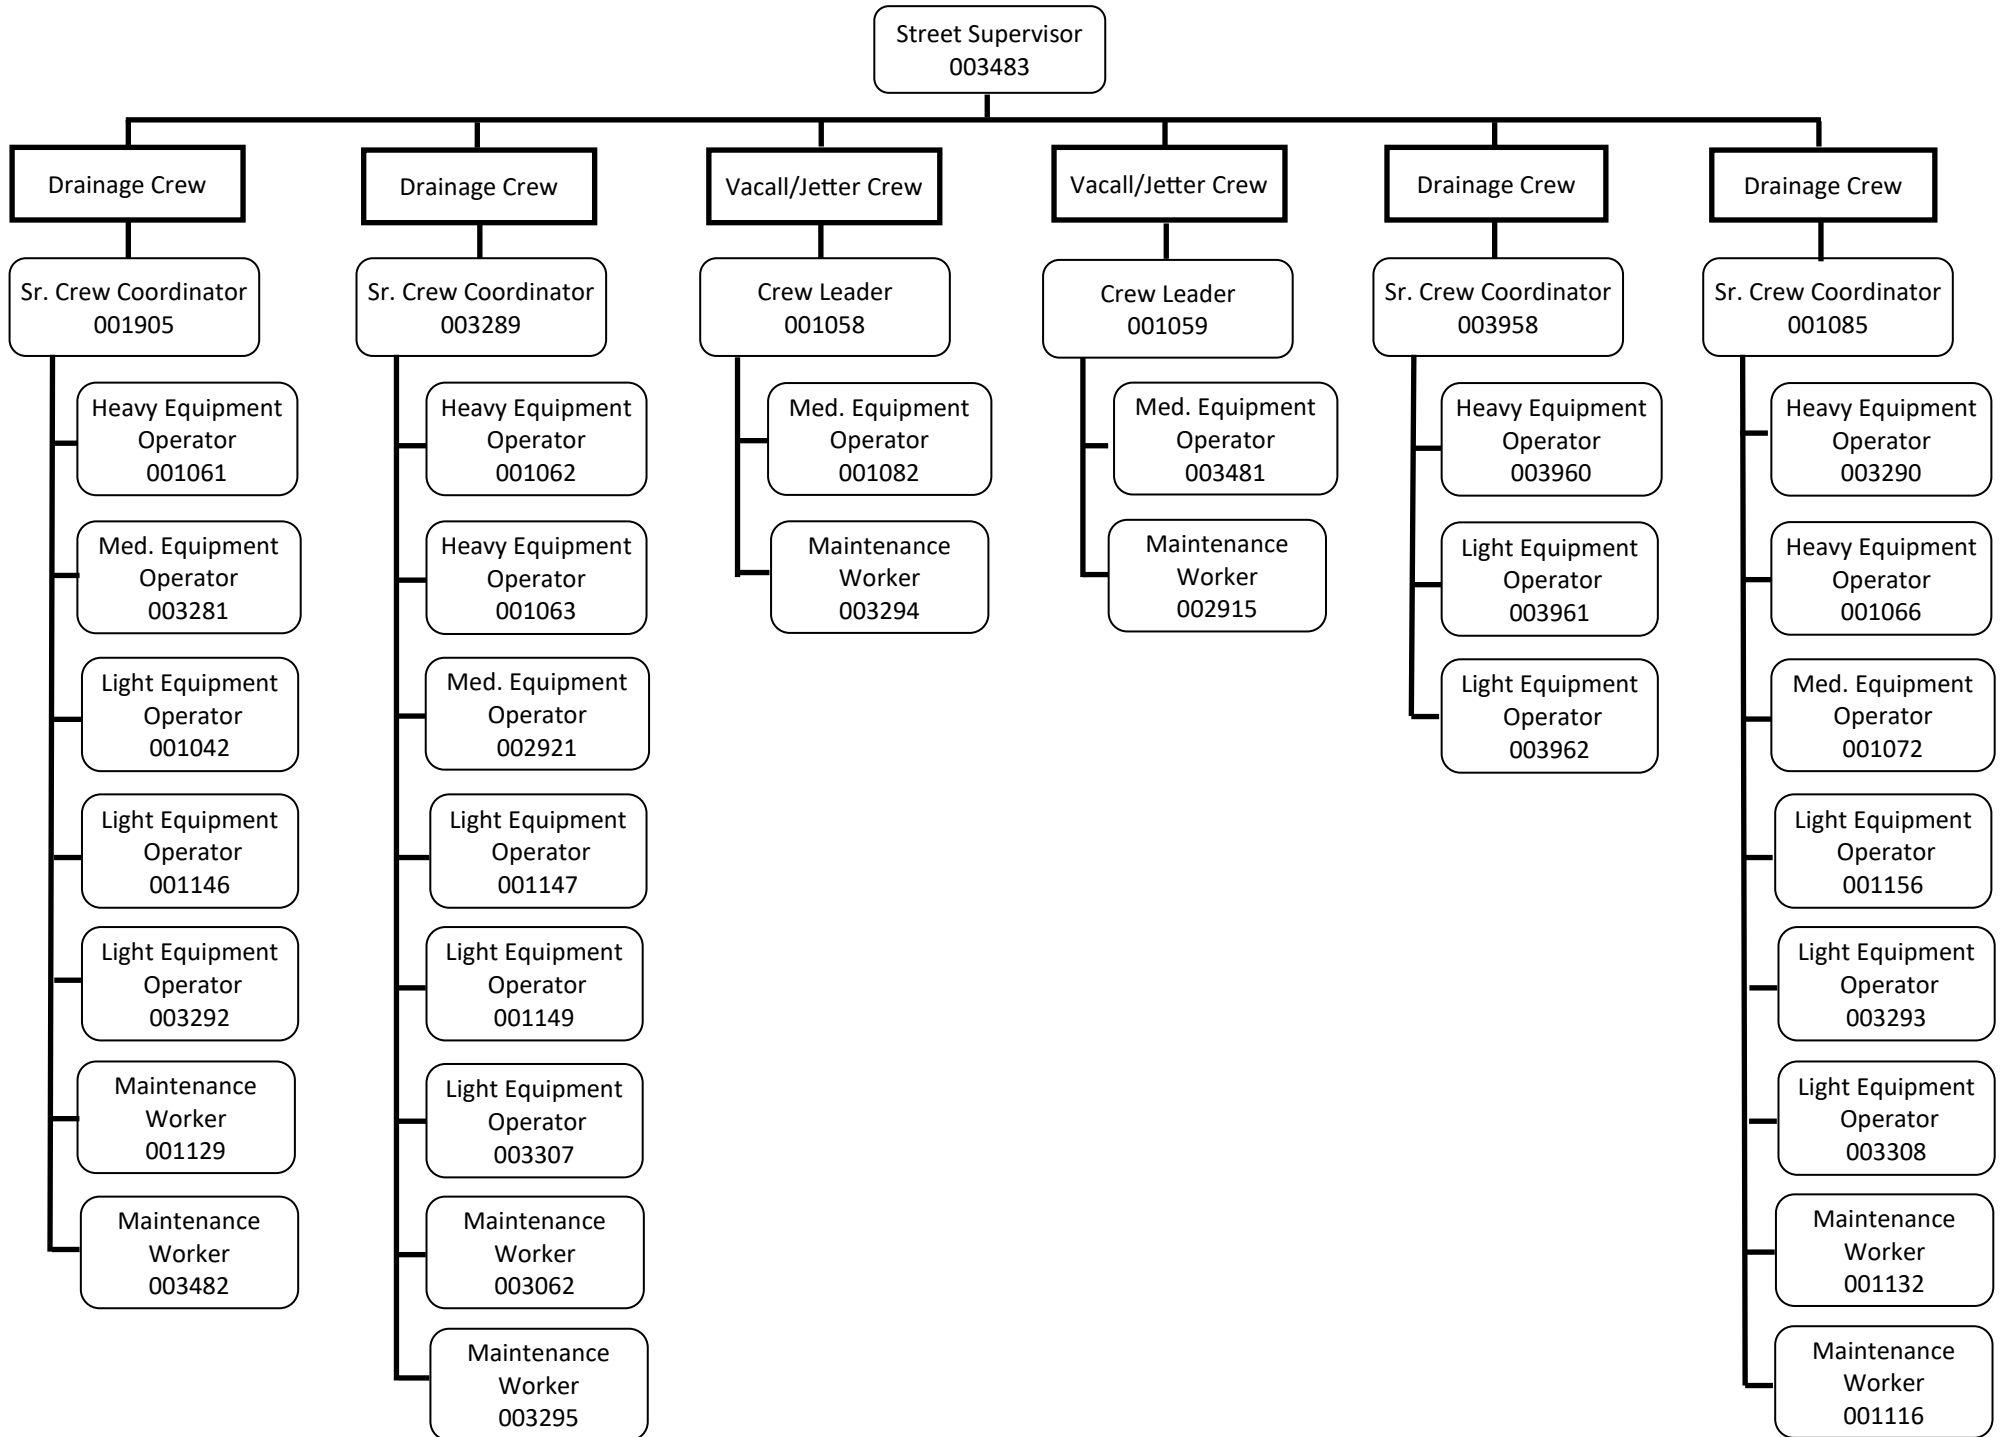 Street Supervisor
003483
Drainage Crew
Sr. Crew Coordinator
001905
Heavy Equipment
Operator
001061
Med. Equipment
Operator
003281
Light Equipment
Operator
001042
Light Equipment
Operator
001146
Light Equipment
Operator
003292
Maintenance
Worker
001129
Maintenance
Worker
003482
Drainage Crew
Sr. Crew Coordinator
003289
Heavy Equipment
Operator
001062
Heavy Equipment
Operator
001063
Med. Equipment
Operator
002921
Light Equipment
Operator
001147
Light Equipment
Operator
001149
Light Equipment
Operator
003307
Maintenance
Worker
003062
Maintenance
Worker
003295
Vacall/Jetter Crew
Crew Leader
001058
Med. Equipment
Operator
001082
Maintenance
Worker
003294
Vacall/Jetter Crew
Crew Leader
001059
Med. Equipment
Operator
003481
Maintenance
Worker
002915
Drainage Crew
Sr. Crew Coordinator
003958
Heavy Equipment
Operator
003960
Light Equipment
Operator
003961
Light Equipment
Operator
003962
Drainage Crew
Sr. Crew Coordinator
001085
Heavy Equipment
Operator
003290
Heavy Equipment
Operator
001066
Med. Equipment
Operator
001072
Light Equipment
Operator
001156
Light Equipment
Operator
003293
Light Equipment
Operator
003308
Maintenance
Worker
001132
Maintenance
Worker
001116